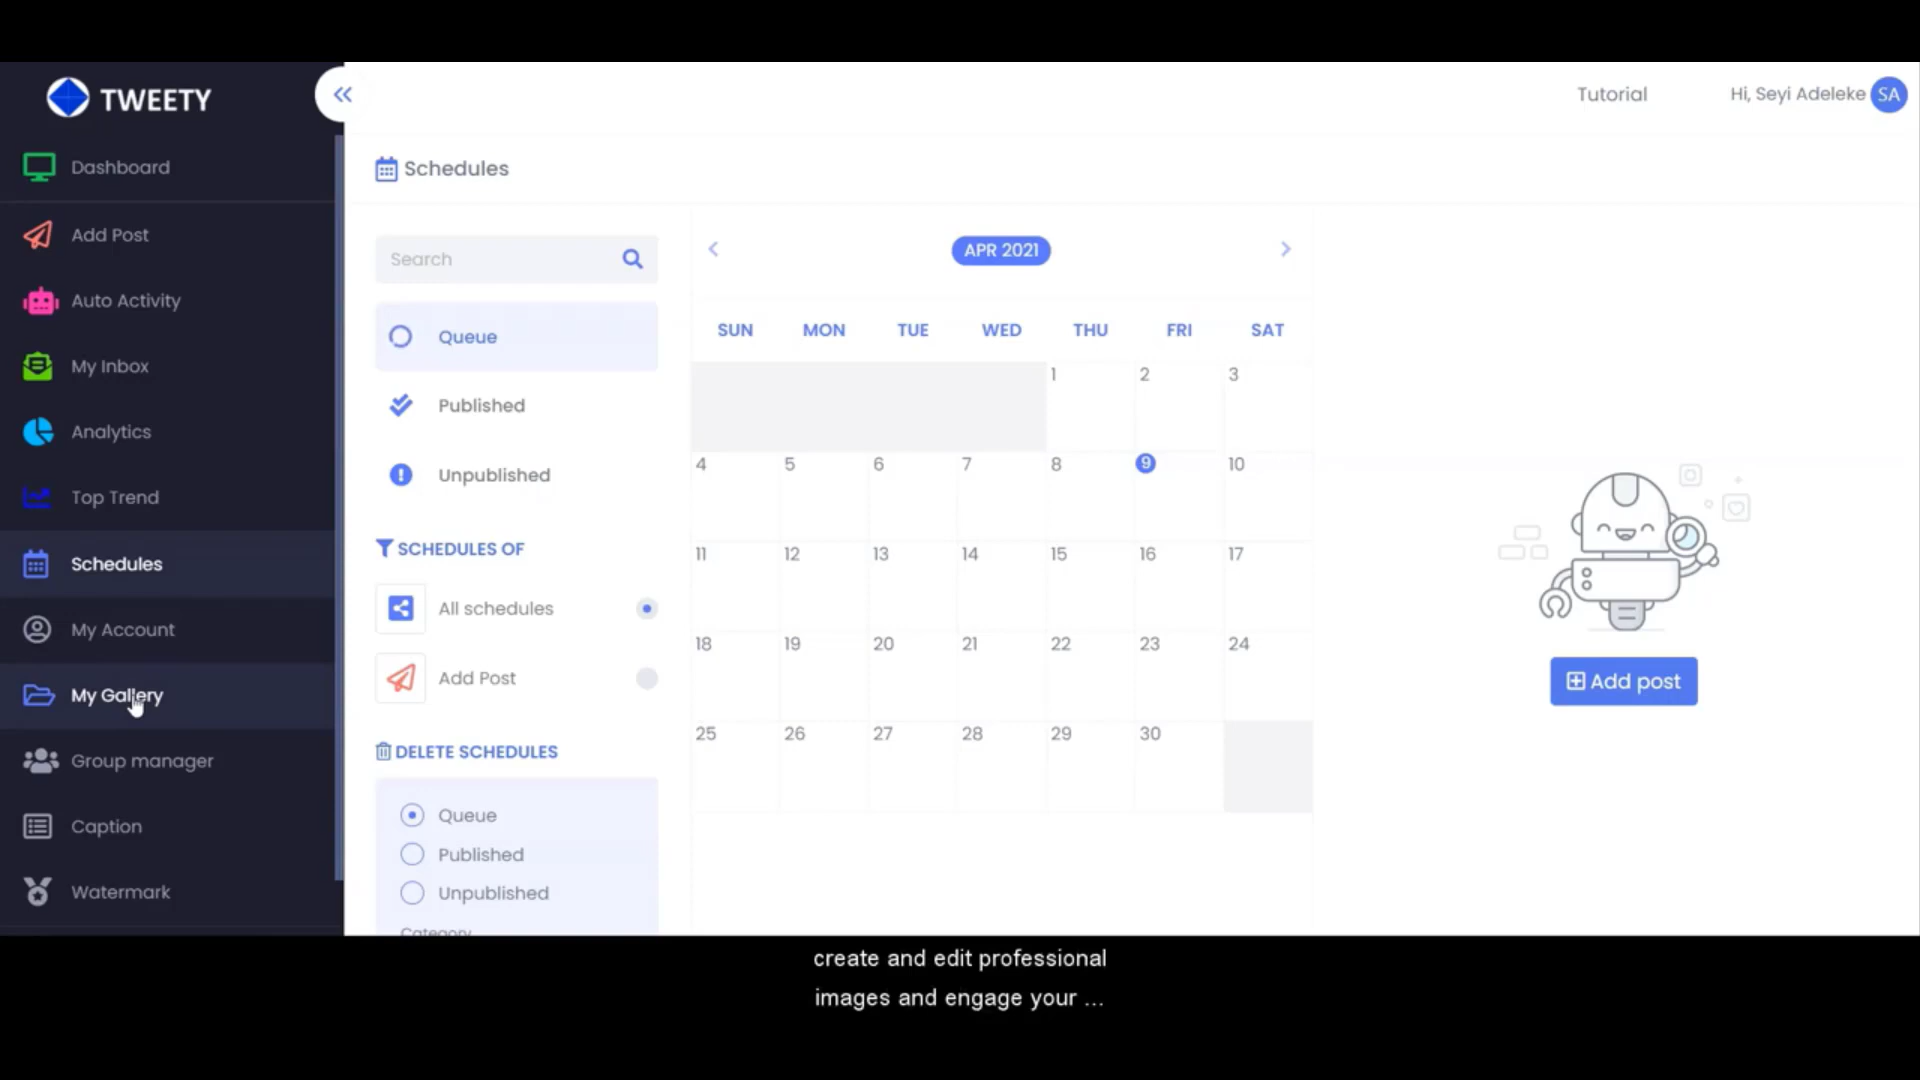 TWEETY
Tutorial
Hi, Seyi Adeleke SA
Dashboard
Add Post
Auto Activity
My Inbox
Analytics
Top Trend
Schedules
My Account
My Gallery
Group manager
Caption
Watermark
Schedules
Search
Queue
Published
Unpublished
SCHEDULES OF
All schedules
Add Post
DELETE SCHEDULES
Queue
Published
Unpublished
Category
APR 2021
SUN MON TUE WED THU FRI SAT
1 2 3
4 5 6 7 8 9 10
11 12 13 14 15 16 17
18 19 20 21 22 23 24
25 26 27 28 29 30
Add post
create and edit professional
images and engage your ...